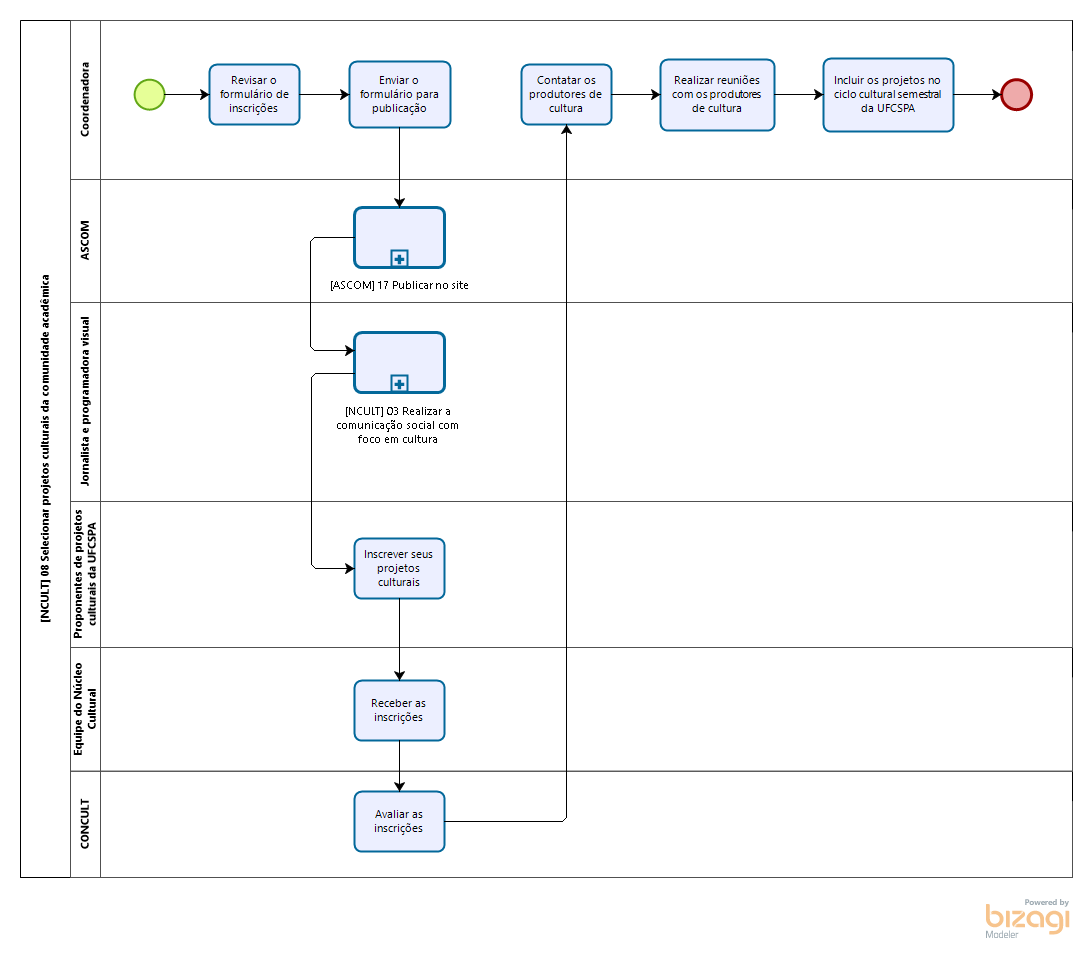 [NCULT] 08 Selecionar projetos culturais da comunidade acadêmica
Coordenadora
Revisar o
formulário de
inscrições
Enviar o
formulário para
publicação
Contatar os
produtores de
cultura
Realizar reuniões
com os produtores
de cultura
Incluir os projetos no
ciclo cultural semestral
da UFCSPA
ASCOM
[ASCOM] 17 Publicar no site
Jornalista e programadora visual
[NCULT] 03 Realizar a
comunicação social com
foco em cultura
Proponentes de projetos
culturais da UFCSPA
Inscrever seus
projetos
culturais
Equipe do Núcleo
Cultural
Receber as
inscrições
CONCULT
Avaliar as
inscrições
Powered by
bizagi
Modeler